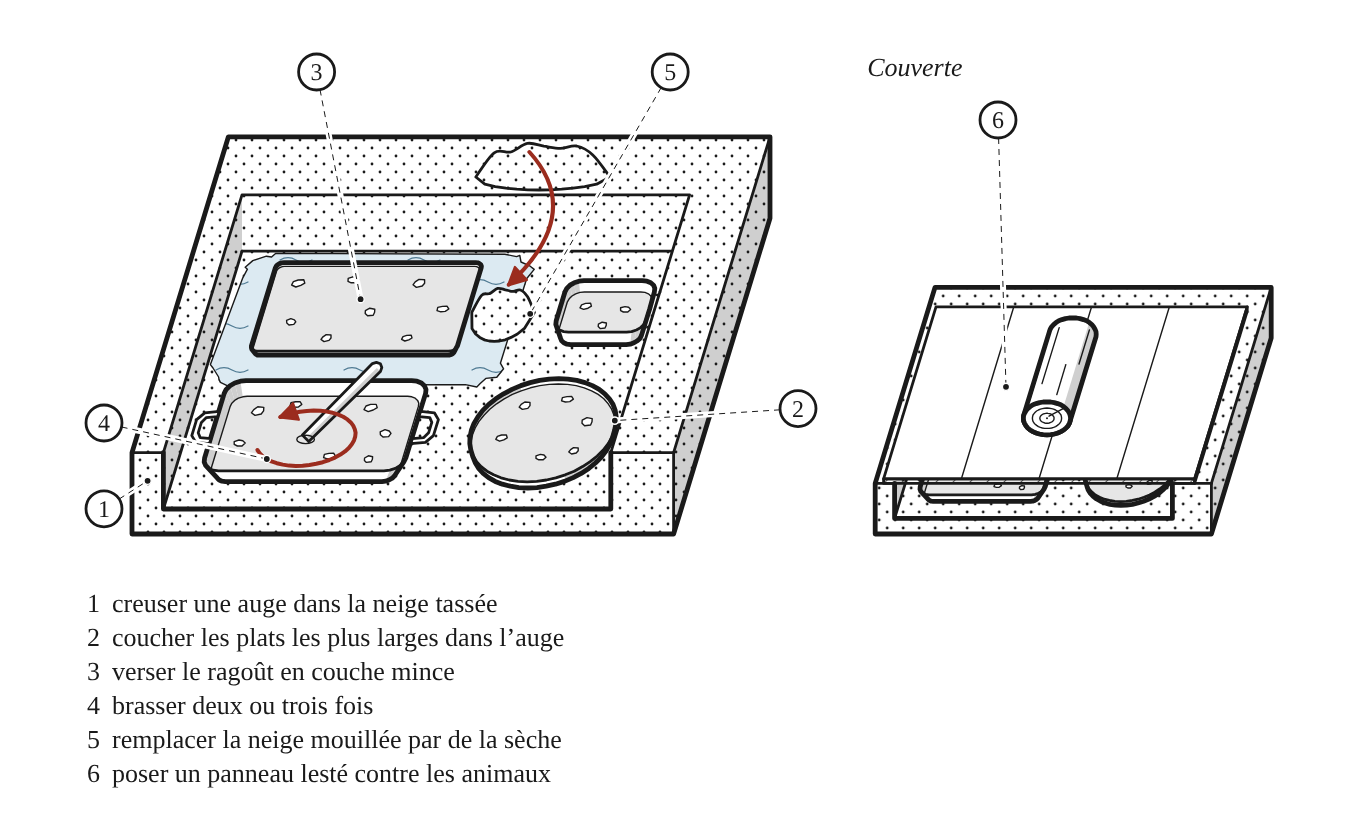 3
5
Couverte
6
4
2
1
1 creuser une auge dans la neige tassée
2 coucher les plats les plus larges dans l’auge
3 verser le ragoût en couche mince
4 brasser deux ou trois fois
5 remplacer la neige mouillée par de la sèche
6 poser un panneau lesté contre les animaux